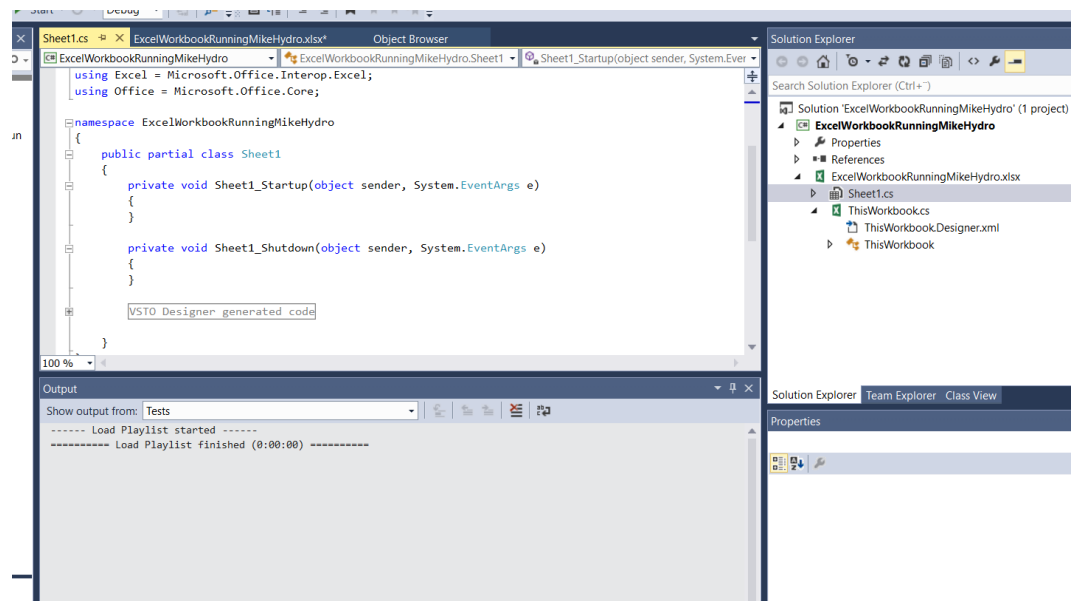 Start
Debug
Sheet1.cs
ExcelWorkbookRunningMikeHydro.xlsx*
Object Browser
ExcelWorkbookRunningMikeHydro
ExcelWorkbookRunningMikeHydro.Sheet1
Sheet1_Startup(object sender, System.Ever
using Excel = Microsoft.Office.Interop.Excel;
using Office = Microsoft.Office.Core;
namespace ExcelWorkbookRunningMikeHydro
{
public partial class Sheet1
{
private void Sheet1_Startup(object sender, System.EventArgs e)
{
}
private void Sheet1_Shutdown(object sender, System.EventArgs e)
{
}
VSTO Designer generated code
}
100 %
Output
Show output from: Tests
------ Load Playlist started ------
========== Load Playlist finished (0:00:00) ==========
un
Solution Explorer
Search Solution Explorer (Ctrl+¨)
Solution 'ExcelWorkbookRunningMikeHydro' (1 project)
C# ExcelWorkbookRunningMikeHydro
Properties
References
ExcelWorkbookRunningMikeHydro.xlsx
Sheet1.cs
ThisWorkbook.cs
ThisWorkbook.Designer.xml
ThisWorkbook
Solution Explorer Team Explorer Class View
Properties